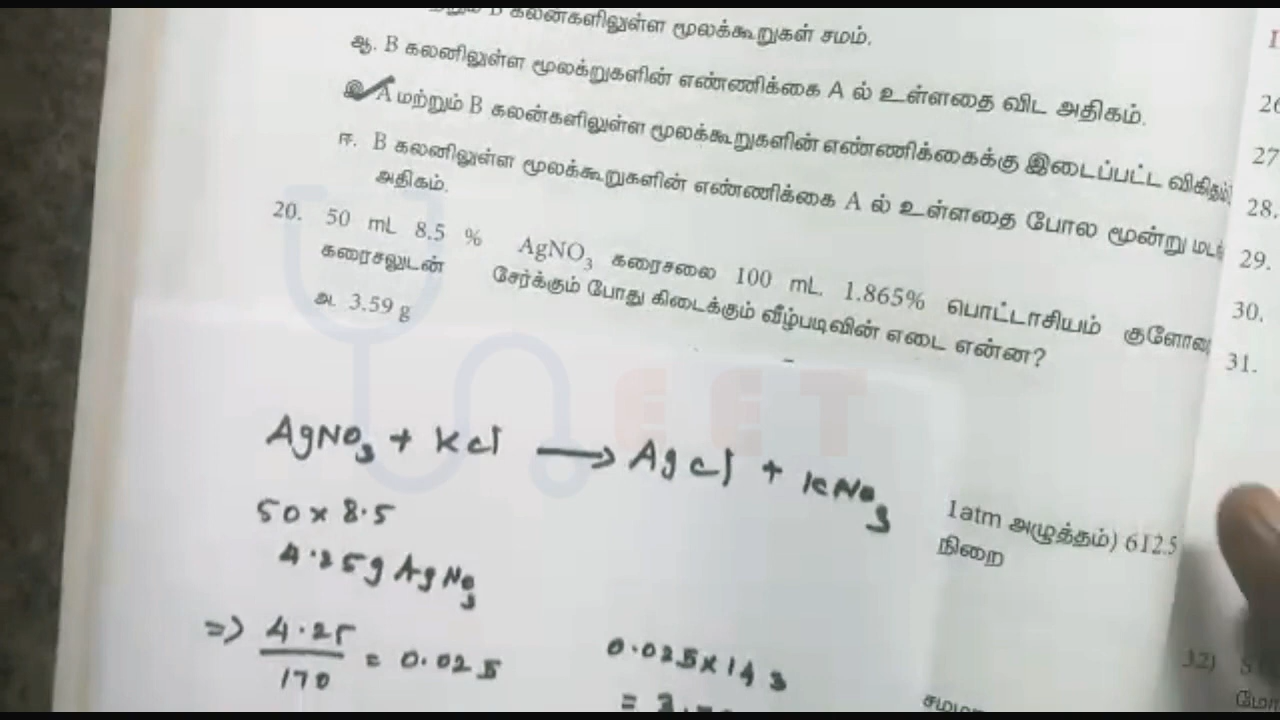 B கலன்களிலுள்ள மூலக்கூறுகள் சமம்.
ஆ. B கலனிலுள்ள மூலக்றுகளின் எண்ணிக்கை A ல் உள்ளதை விட அதிகம்.
இ. A மற்றும் B கலன்களிலுள்ள மூலக்கூறுகளின் எண்ணிக்கைக்கு இடைப்பட்ட விகிதம்
ஈ. B கலனிலுள்ள மூலக்கூறுகளின் எண்ணிக்கை A ல் உள்ளதை போல மூன்று
அதிகம்.
20. 50 mL 8.5 % AgNO₃ கரைசலை 100 mL. 1.865% பொட்டாசியம்
கரைசலுடன் சேர்க்கும் போது கிடைக்கும் வீழ்படிவின் எடை என்ன?
அ. 3.59 g
AgNO₃ + KCl → AgCl + KNO₃
50 × 8.5
4.25g AgNO₃
=> 4.25
170
= 0.025
0.025×143
=
1atm அழுத்தம்) 612.5
நிறை
27
28.
29.
30.
31.
32)
EET